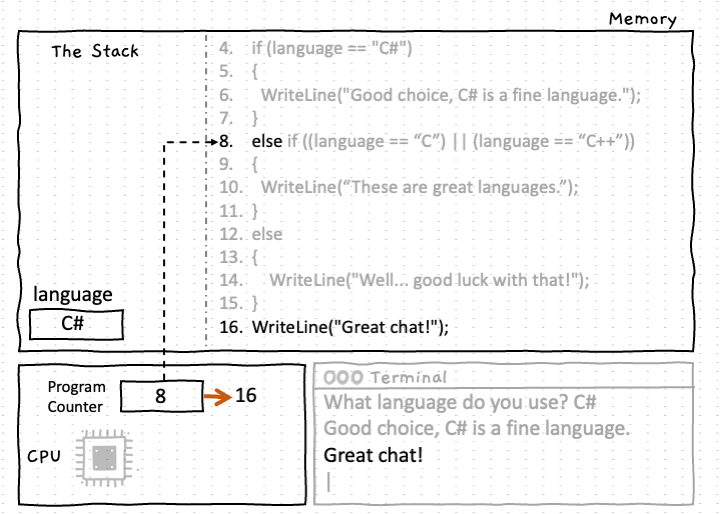 Memory
The Stack
4. if (language == "C#")
5. {
6. WriteLine("Good choice, C# is a fine language.");
7. }
8. else if ((language == “C”) || (language == “C++”))
9. {
10. WriteLine(“These are great languages.”);
11. }
12. else
13. {
14. WriteLine("Well... good luck with that!");
15. }
16. WriteLine("Great chat!");
language
C#
Program
Counter
8
16
CPU
Terminal
What language do you use? C#
Good choice, C# is a fine language.
Great chat!